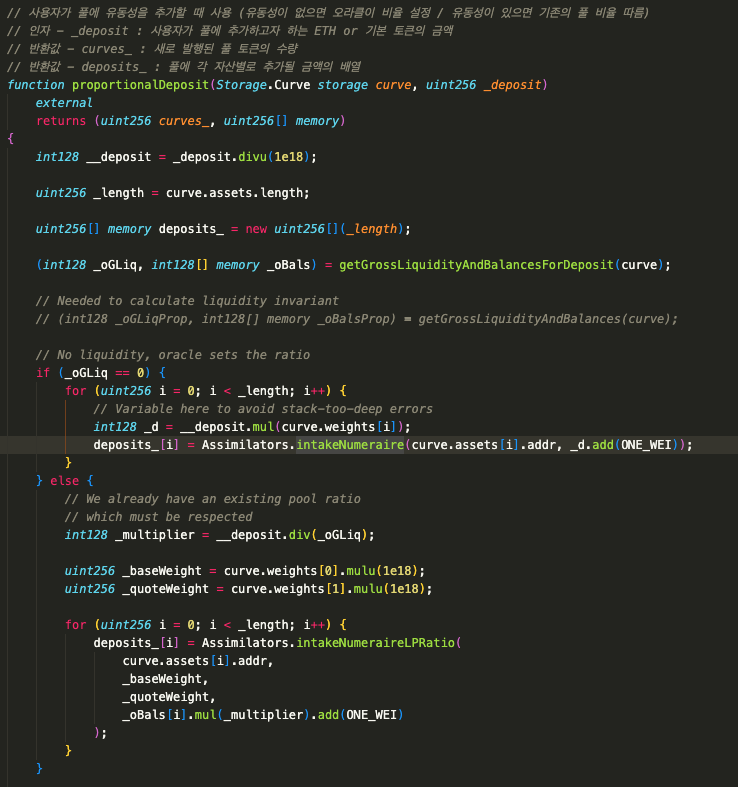 // 사용자가 풀에 유동성을 추가할 때 사용 (유동성이 없으면 오라클이 비율 설정 / 유동성이 있으면 기존의 풀 비율 따름)
// 인자 - _deposit : 사용자가 풀에 추가하고자 하는 ETH or 기본 토큰의 금액
// 반환값 - curves_ : 새로 발행된 풀 토큰의 수량
// 반환값 - deposits_ : 풀에 각 자산별로 추가될 금액의 배열
function proportionalDeposit(Storage.Curve storage curve, uint256 _deposit)
external
returns (uint256 curves_, uint256[] memory)
{
int128 __deposit = _deposit.divu(1e18);
uint256 _length = curve.assets.length;
uint256[] memory deposits_ = new uint256[](_length);
(int128 _oGLiq, int128[] memory _oBals) = getGrossLiquidityAndBalancesForDeposit(curve);
// Needed to calculate liquidity invariant
// (int128 _oGLiqProp, int128[] memory _oBalsProp) = getGrossLiquidityAndBalances(curve);
// No liquidity, oracle sets the ratio
if (_oGLiq == 0) {
for (uint256 i = 0; i < _length; i++) {
// Variable here to avoid stack-too-deep errors
int128 _d = __deposit.mul(curve.weights[i]);
deposits_[i] = Assimilators.intakeNumeraire(curve.assets[i].addr, _d.add(ONE_WEI));
}
} else {
// We already have an existing pool ratio
// which must be respected
int128 _multiplier = __deposit.div(_oGLiq);
uint256 _baseWeight = curve.weights[0].mulu(1e18);
uint256 _quoteWeight = curve.weights[1].mulu(1e18);
for (uint256 i = 0; i < _length; i++) {
deposits_[i] = Assimilators.intakeNumeraireLPRatio(
curve.assets[i].addr,
_baseWeight,
_quoteWeight,
_oBals[i].mul(_multiplier).add(ONE_WEI)
);
}
}